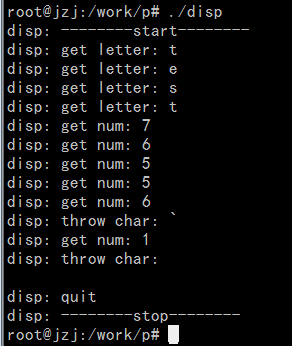 root@jzj:/work/p# ./disp
disp: --------start--------
disp: get letter: t
disp: get letter: e
disp: get letter: s
disp: get letter: t
disp: get num: 7
disp: get num: 6
disp: get num: 5
disp: get num: 5
disp: get num: 6
disp: throw char: `
disp: get num: 1
disp: throw char:
disp: quit
disp: --------stop--------
root@jzj:/work/p#